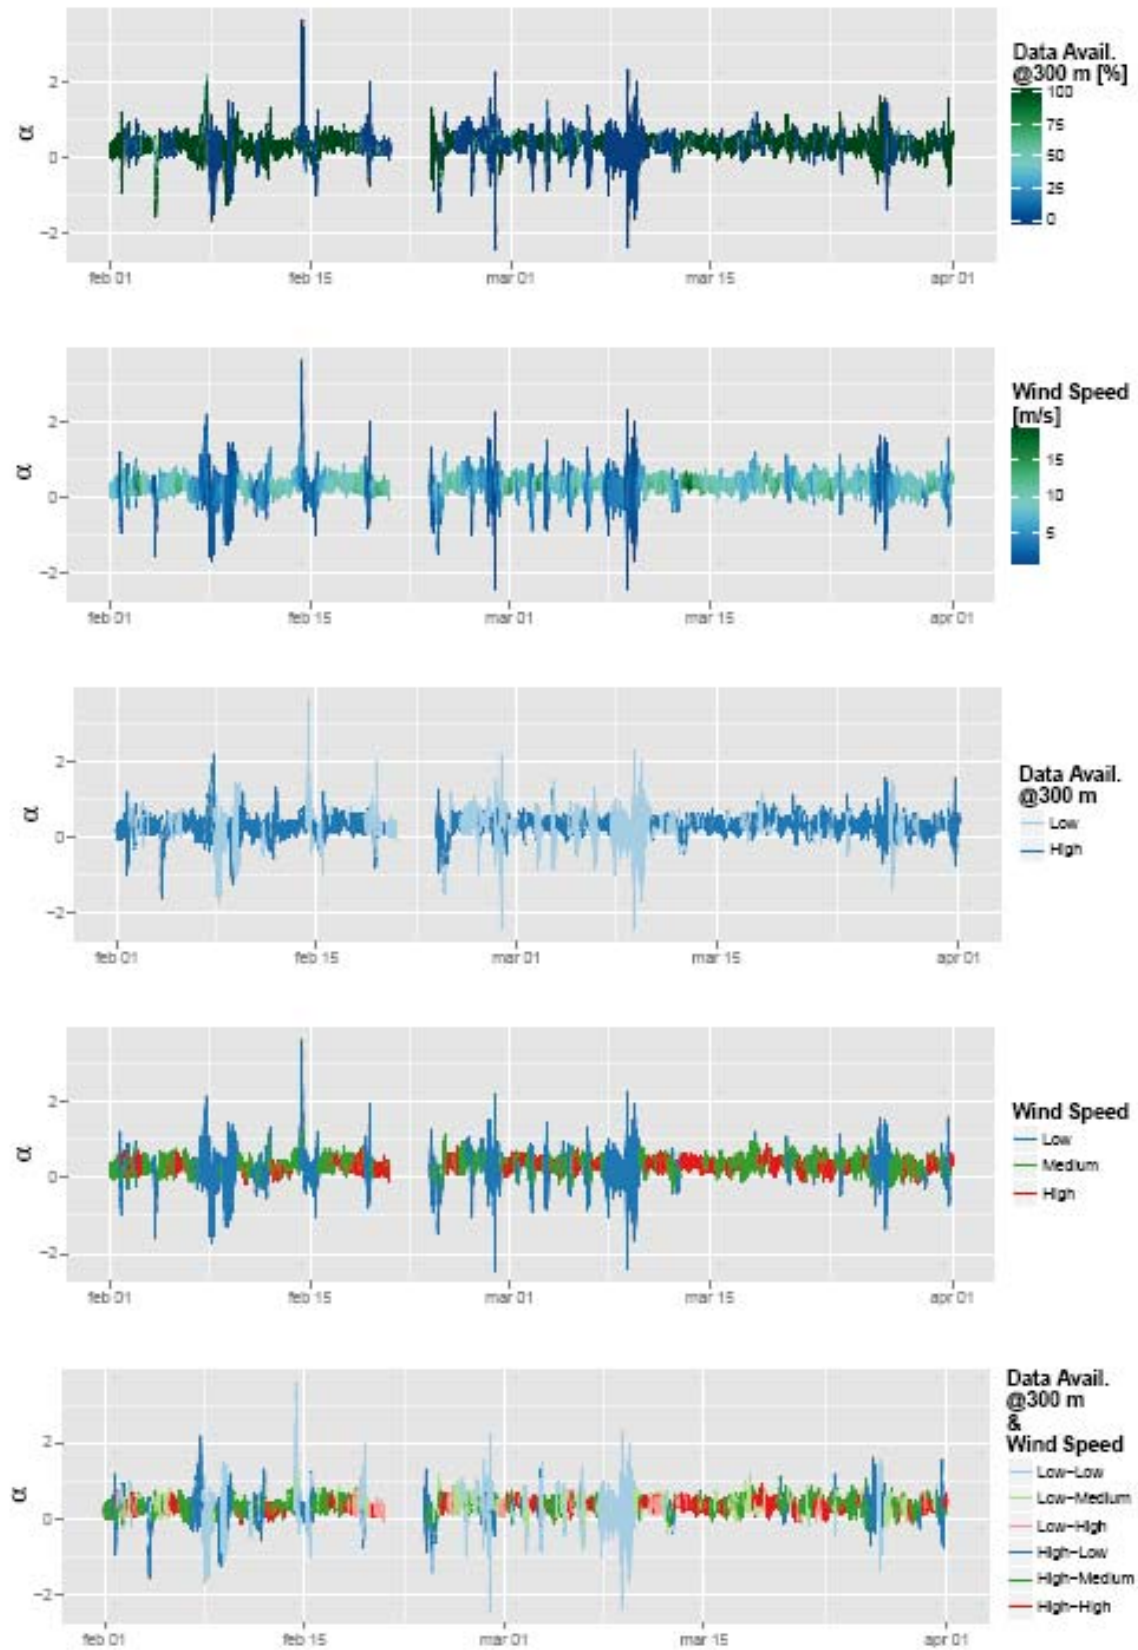 Data Avail.
@300 m [%]
100
75
50
25
0
2
0
−2
α
feb 01
feb 15
mar 01
mar 15
apr 01
Wind Speed
[m/s]
15
10
5
2
0
−2
α
feb 01
feb 15
mar 01
mar 15
apr 01
Data Avail.
@300 m
Low
High
2
0
−2
α
feb 01
feb 15
mar 01
mar 15
apr 01
Wind Speed
Low
Medium
High
2
0
−2
α
feb 01
feb 15
mar 01
mar 15
apr 01
Data Avail.
@300 m
&
Wind Speed
Low−Low
Low−Medium
Low−High
High−Low
High−Medium
High−High
2
0
−2
α
feb 01
feb 15
mar 01
mar 15
apr 01